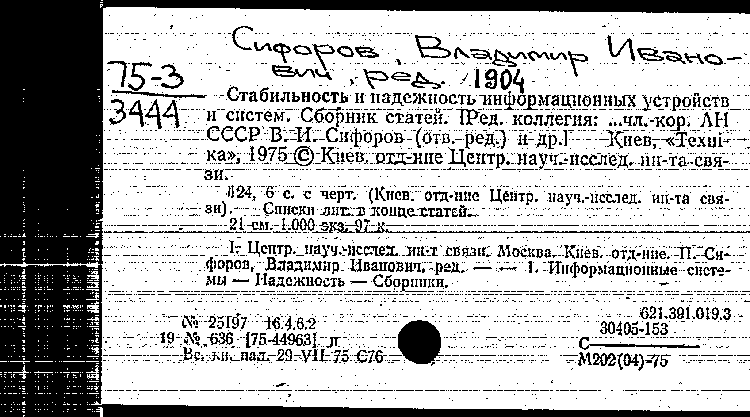 Сифоров, Владимир Ивано-
вич, ред. 1904
75-3
3444
Стабильность и надежность информационных устройств
и систем. Сборник статей. [Ред. коллегия: ...чл.-кор. АН
СССР В. И. Сифоров (отв. ред.) и др.] Киев, «Техні-
ка», 1975 © Киев. отд-ние Центр. науч.-исслед. ин-та свя-
зи.
124, 6 с. с черт. (Киев. отд-ние Центр. науч.-исслед. ин-та свя-
зи). Списки лит. в конце статей.
21 см. 1.000 экз. 97 к.
I. Центр. науч.-исслед. ин-т связи. Москва. Киев. отд-ние. II. Си-
форов, Владимир Иванович, ред. — — 1. Информационные систе-
мы — Надежность — Сборники.
621.391.019.3
№ 25197 16.4.6.2
30405-153
19 № 636 [75-44963] п
С
Вс. кн. пал. 29 VII 75 С76
М202(04)-75